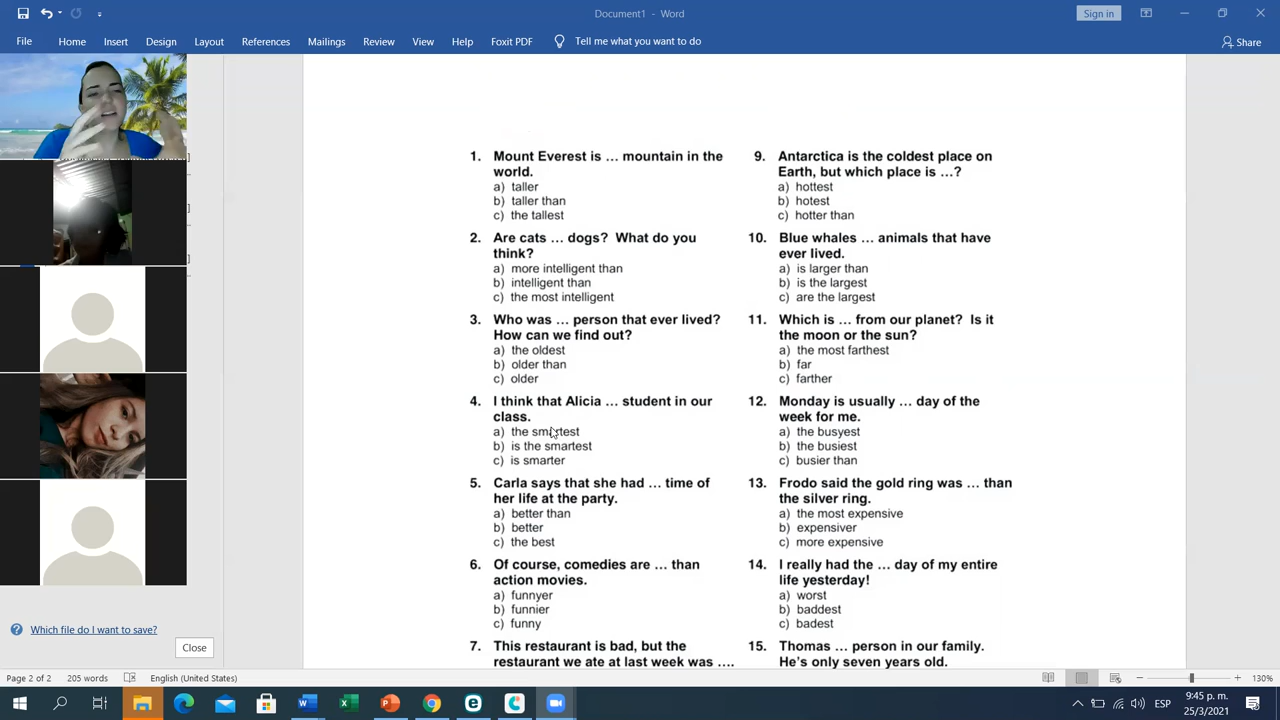 Document1 - Word
Sign in
File Home Insert Design Layout References Mailings Review View Help Foxit PDF Tell me what you want to do
Share
1. Mount Everest is … mountain in the
world.
a) taller
b) taller than
c) the tallest
2. Are cats … dogs? What do you
think?
a) more intelligent than
b) intelligent than
c) the most intelligent
3. Who was … person that ever lived?
How can we find out?
a) the oldest
b) older than
c) older
4. I think that Alicia … student in our
class.
a) the smartest
b) is the smartest
c) is smarter
5. Carla says that she had … time of
her life at the party.
a) better than
b) better
c) the best
6. Of course, comedies are … than
action movies.
a) funnyer
b) funnier
c) funny
7. This restaurant is bad, but the
restaurant we ate at last week was ….
9. Antarctica is the coldest place on
Earth, but which place is …?
a) hottest
b) hotest
c) hotter than
10. Blue whales … animals that have
ever lived.
a) is larger than
b) is the largest
c) are the largest
11. Which is … from our planet? Is it
the moon or the sun?
a) the most farthest
b) far
c) farther
12. Monday is usually … day of the
week for me.
a) the busyest
b) the busiest
c) busier than
13. Frodo said the gold ring was … than
the silver ring.
a) the most expensive
b) expensiver
c) more expensive
14. I really had the … day of my entire
life yesterday!
a) worst
b) baddest
c) badest
15. Thomas … person in our family.
He's only seven years old.
Which file do I want to save?
Close
Page 2 of 2 205 words English (United States)
130%
ESP
9:45 p. m.
25/3/2021